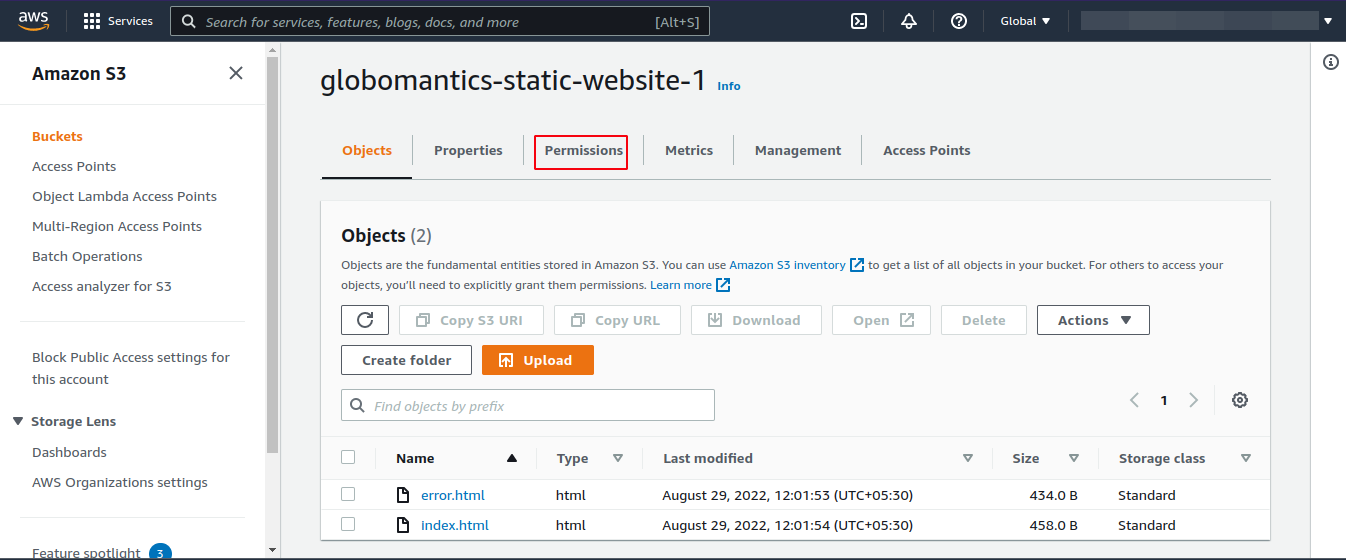 aws
Services
Search for services, features, blogs, docs, and more [Alt+S]
Global
Amazon S3
Buckets
Access Points
Object Lambda Access Points
Multi-Region Access Points
Batch Operations
Access analyzer for S3
Block Public Access settings for
this account
Storage Lens
Dashboards
AWS Organizations settings
Feature spotlight 3
globomantics-static-website-1 Info
Objects Properties Permissions Metrics Management Access Points
Objects (2)
Objects are the fundamental entities stored in Amazon S3. You can use Amazon S3 inventory to get a list of all objects in your bucket. For others to access your
objects, you'll need to explicitly grant them permissions. Learn more
Copy S3 URI Copy URL Download Open Delete Actions
Create folder Upload
Find objects by prefix 1
Name Type Last modified Size Storage class
error.html html August 29, 2022, 12:01:53 (UTC+05:30) 434.0 B Standard
index.html html August 29, 2022, 12:01:54 (UTC+05:30) 458.0 B Standard